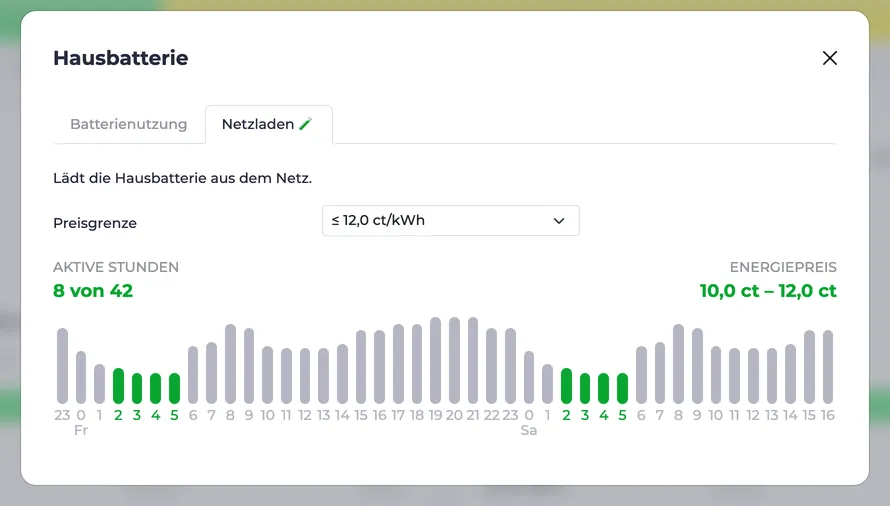 Hausbatterie
Batterienutzung Netzladen
Lädt die Hausbatterie aus dem Netz.
Preisgrenze ≤ 12,0 ct/kWh
AKTIVE STUNDEN ENERGIEPREIS
8 von 42 10,0 ct – 12,0 ct
23 0 1 2 3 4 5 6 7 8 9 10 11 12 13 14 15 16 17 18 19 20 21 22 23 0 1 2 3 4 5 6 7 8 9 10 11 12 13 14 15 16
Fr Sa